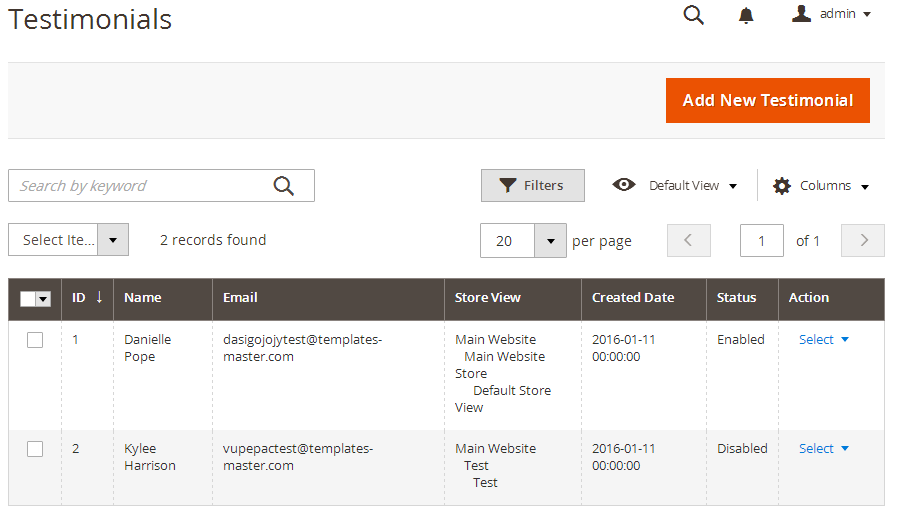 Testimonials
admin
Add New Testimonial
Search by keyword
Filters
Default View
Columns
Select Ite...
2 records found
20
per page
1
of 1
ID ↓ Name Email Store View Created Date Status Action
1 Danielle dasigojojytest@templates- Main Website 2016-01-11 Enabled Select
Pope master.com Main Website 00:00:00
Store
Default Store
View
2 Kylee vupepactest@templates- Main Website 2016-01-11 Disabled Select
Harrison master.com Test 00:00:00
Test